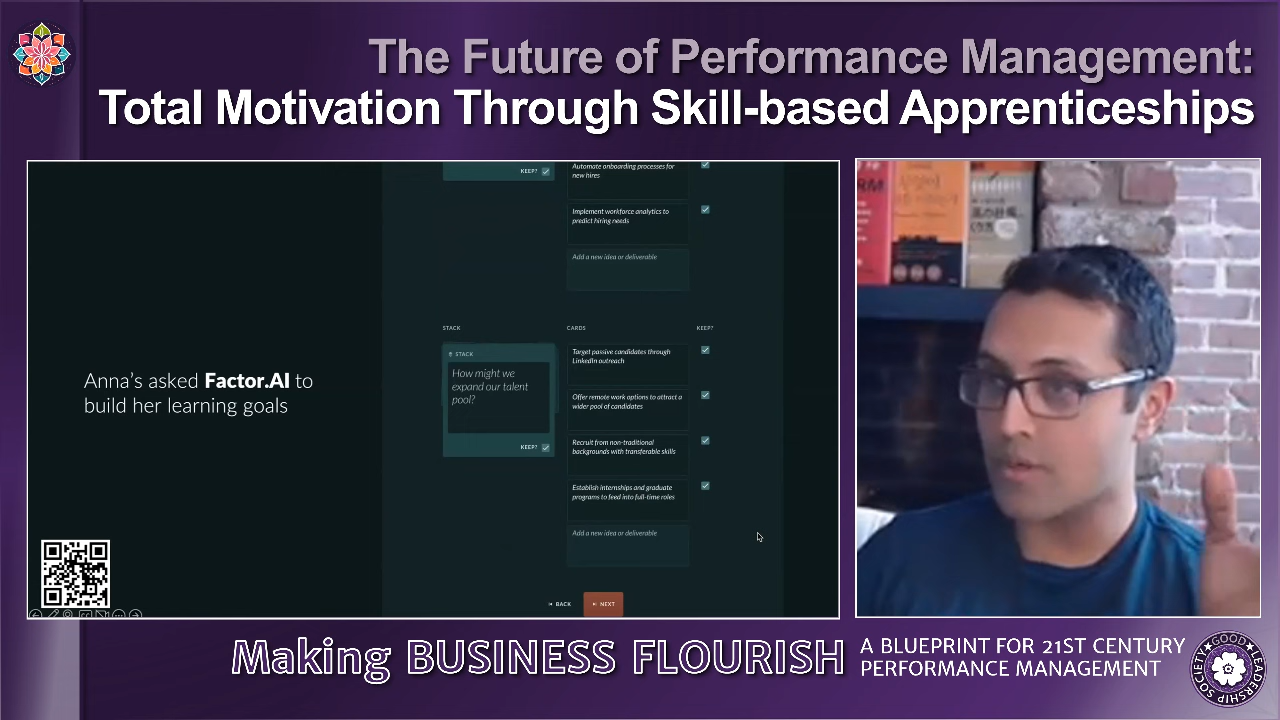 The Future of Performance Management:
Total Motivation Through Skill-based Apprenticeships
KEEP?
Automate onboarding processes for
new hires
Implement workforce analytics to
predict hiring needs
Add a new idea or deliverable
STACK
CARDS
KEEP?
STACK
How might we
expand our talent
pool?
KEEP?
Target passive candidates through
LinkedIn outreach
Offer remote work options to attract a
wider pool of candidates
Recruit from non-traditional
backgrounds with transferable skills
Establish internships and graduate
programs to feed into full-time roles
Add a new idea or deliverable
Anna's asked Factor.AI to
build her learning goals
BACK
NEXT
Making BUSINESS FLOURISH
A BLUEPRINT FOR 21ST CENTURY
PERFORMANCE MANAGEMENT
GOOD LEADERSHIP SOCIETY